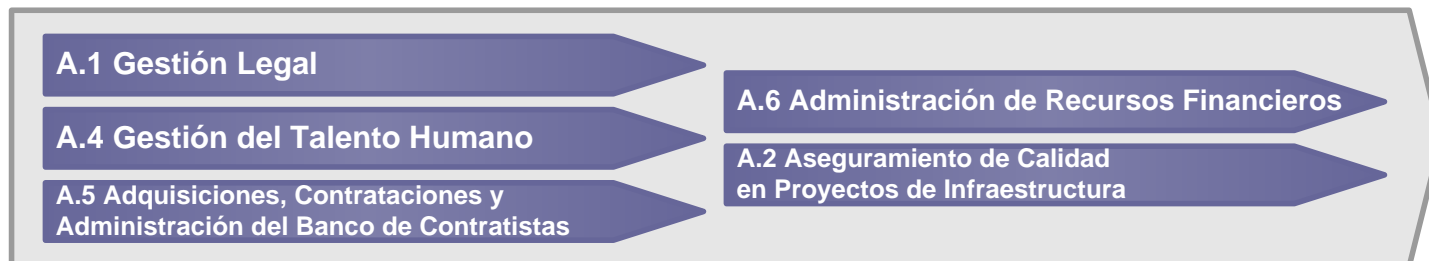 A.1 Gestión Legal
A.4 Gestión del Talento Humano
A.5 Adquisiciones, Contrataciones y
Administración del Banco de Contratistas
A.6 Administración de Recursos Financieros
A.2 Aseguramiento de Calidad
en Proyectos de Infraestructura